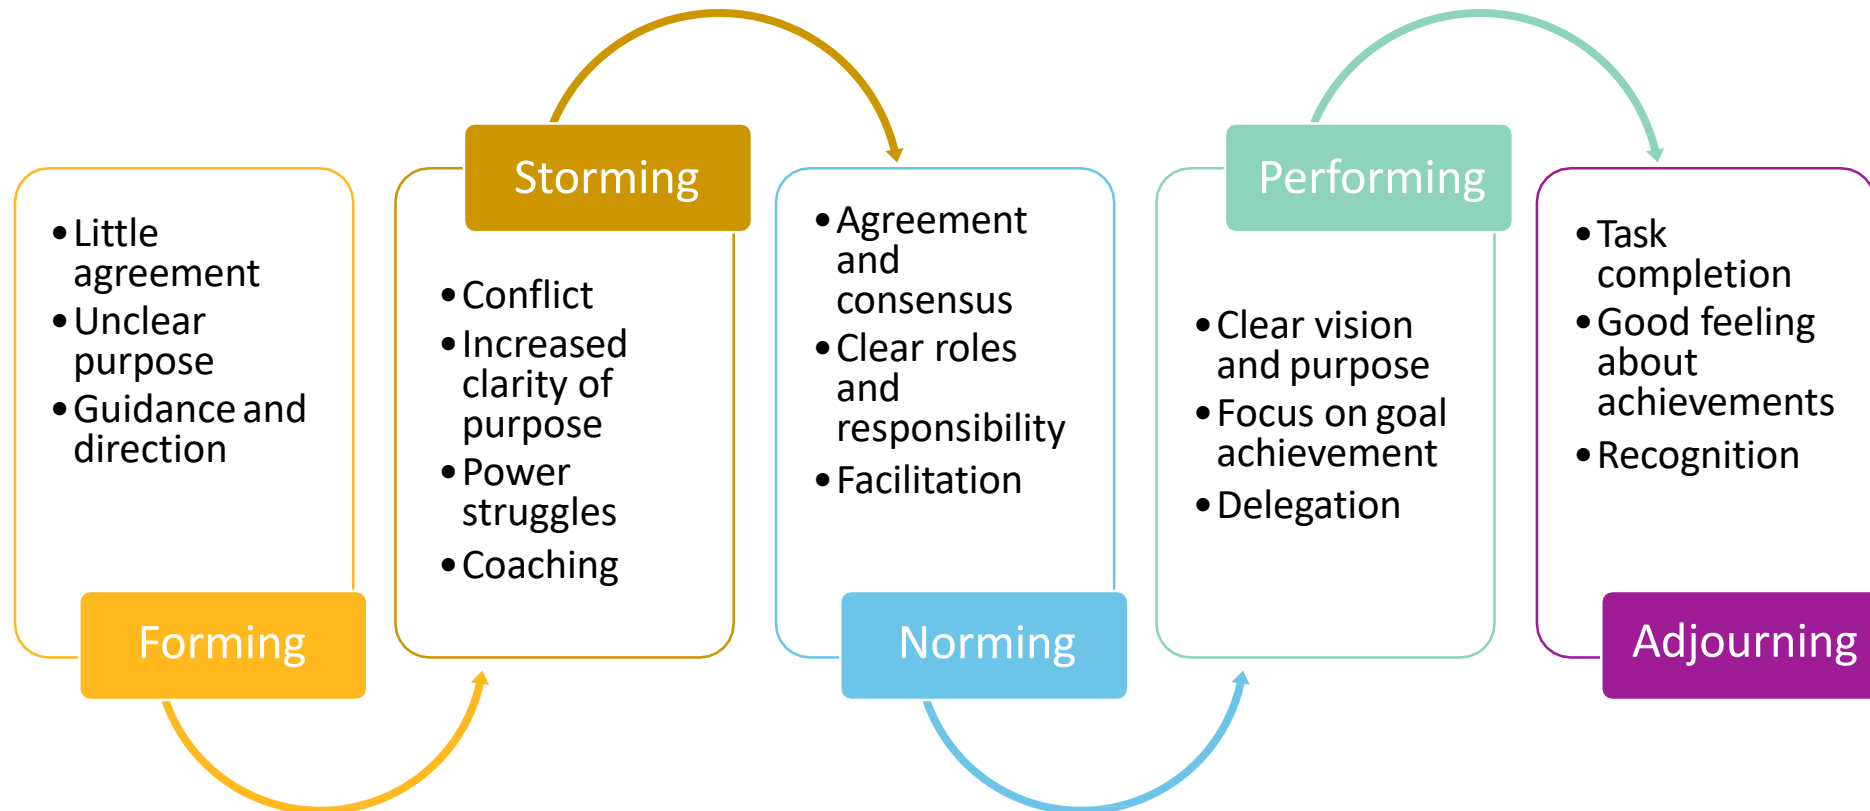 •Little
agreement
•Unclear
purpose
•Guidance and
direction
Forming
Storming
•Conflict
•Increased
clarity of
purpose
•Power
struggles
•Coaching
•Agreement
and
consensus
•Clear roles
and
responsibility
•Facilitation
Norming
Performing
•Clear vision
and purpose
•Focus on goal
achievement
•Delegation
•Task
completion
•Good feeling
about
achievements
•Recognition
Adjourning